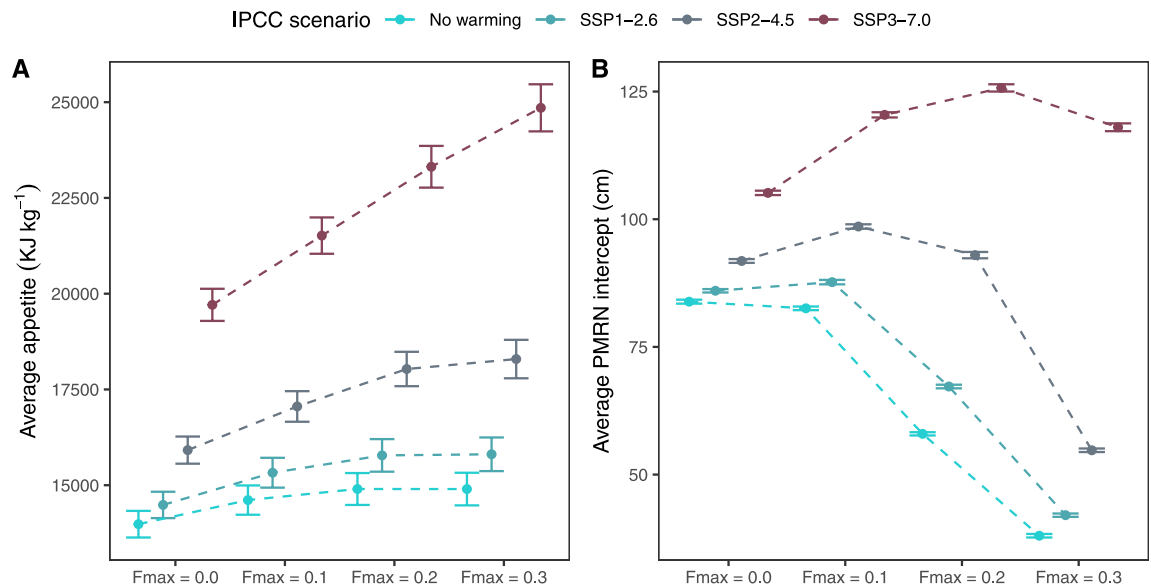 IPCC scenario No warming SSP1−2.6 SSP2−4.5 SSP3−7.0
A
Average appetite (KJ kg⁻¹)
25000
22500
20000
17500
15000
Fmax = 0.0 Fmax = 0.1 Fmax = 0.2 Fmax = 0.3
B
Average PMRN intercept (cm)
125
100
75
50
Fmax = 0.0 Fmax = 0.1 Fmax = 0.2 Fmax = 0.3